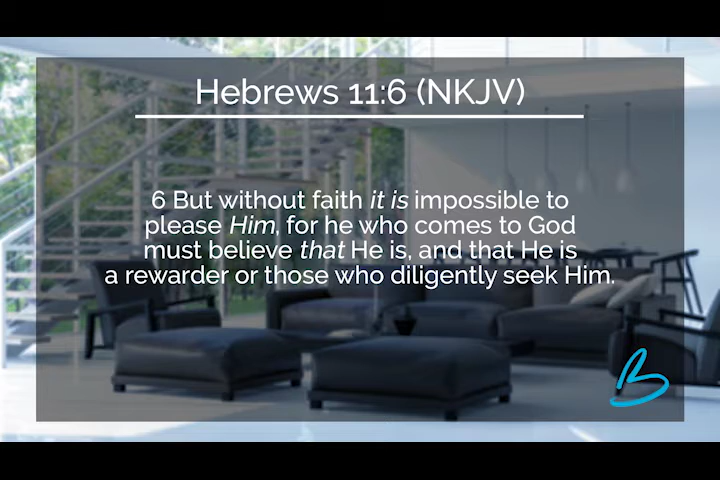 Hebrews 11:6 (NKJV)
6 But without faith it is impossible to
please Him, for he who comes to God
must believe that He is, and that He is
a rewarder or those who diligently seek Him.
B